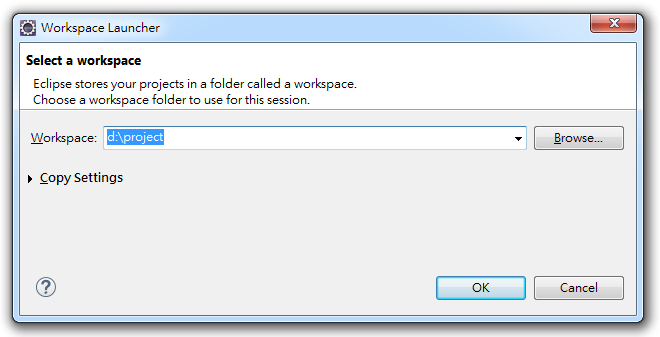 Workspace Launcher
Select a workspace
Eclipse stores your projects in a folder called a workspace.
Choose a workspace folder to use for this session.
Workspace: d:\project Browse...
Copy Settings
? OK Cancel